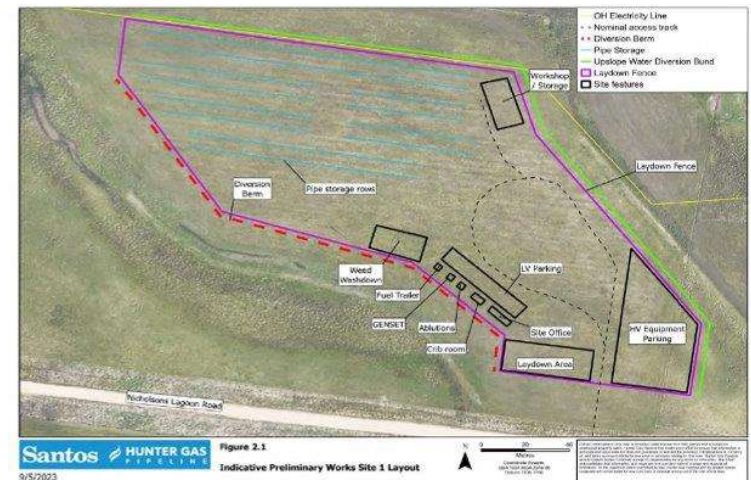 OH Electricity Line
Nominal access track
Diversion Berm
Pipe Storage
Upslope Water Diversion Bund
Laydown Fence
Site features
Workshop
/ Storage
Laydown Fence
Diversion
Berm
Pipe storage rows
Weed
Washdown
LV Parking
Fuel Trailer
GENSET
Ablutions
Site Office
HV Equipment
Parking
Crib room
Laydown Area
Nicholsons Lagoon Road
Santos
HUNTER GAS
PIPELINE
Figure 2.1
Indicative Preliminary Works Site 1 Layout
N
0
Metres
9/5/2023